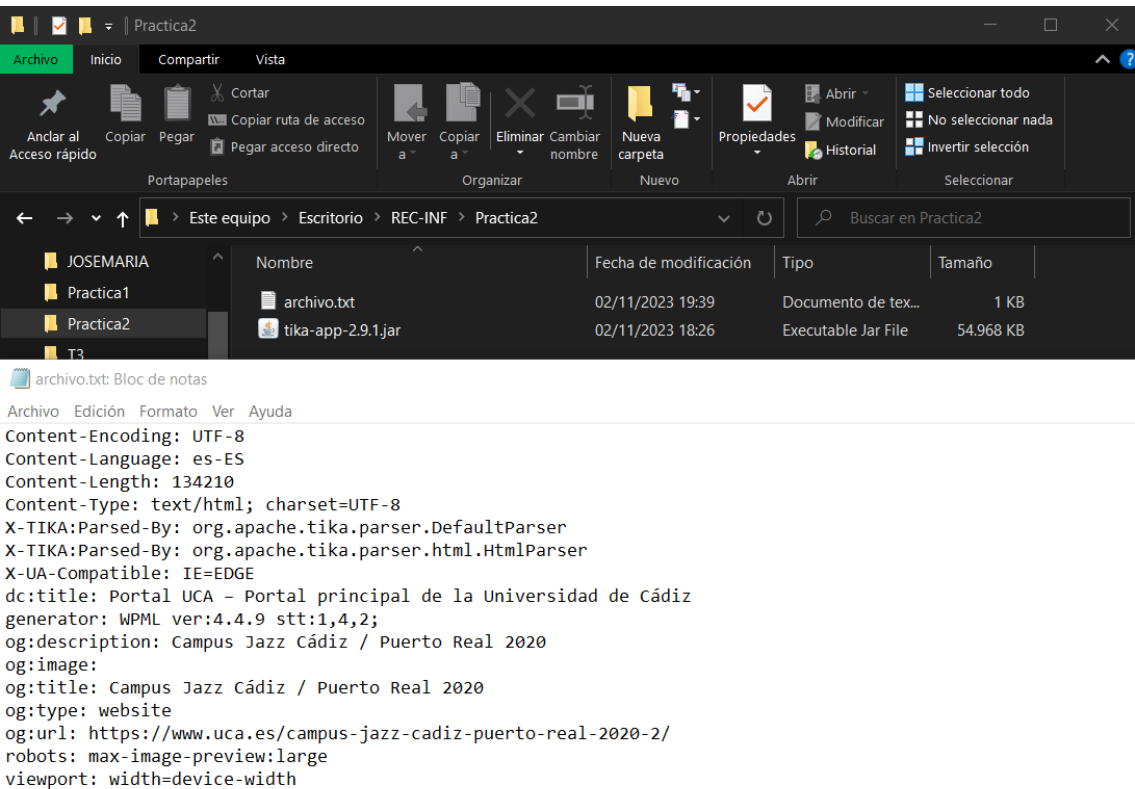 Practica2
Archivo Inicio Compartir Vista
Anclar al
Acceso rápido
Copiar
Pegar
Cortar
Copiar ruta de acceso
Pegar acceso directo
Portapapeles
Mover
a
Copiar
a
Eliminar
Cambiar
nombre
Organizar
Nueva
carpeta
Nuevo
Propiedades
Abrir
Modificar
Historial
Abrir
Seleccionar todo
No seleccionar nada
Invertir selección
Seleccionar
Este equipo > Escritorio > REC-INF > Practica2
Buscar en Practica2
JOSEMARIA
Practica1
Practica2
T3
Nombre Fecha de modificación Tipo Tamaño
archivo.txt 02/11/2023 19:39 Documento de tex... 1 KB
tika-app-2.9.1.jar 02/11/2023 18:26 Executable Jar File 54.968 KB
archivo.txt: Bloc de notas
Archivo Edición Formato Ver Ayuda
Content-Encoding: UTF-8
Content-Language: es-ES
Content-Length: 134210
Content-Type: text/html; charset=UTF-8
X-TIKA:Parsed-By: org.apache.tika.parser.DefaultParser
X-TIKA:Parsed-By: org.apache.tika.parser.html.HtmlParser
X-UA-Compatible: IE=EDGE
dc:title: Portal UCA – Portal principal de la Universidad de Cádiz
generator: WPML ver:4.4.9 stt:1,4,2;
og:description: Campus Jazz Cádiz / Puerto Real 2020
og:image:
og:title: Campus Jazz Cádiz / Puerto Real 2020
og:type: website
og:url: https://www.uca.es/campus-jazz-cadiz-puerto-real-2020-2/
robots: max-image-preview:large
viewport: width=device-width